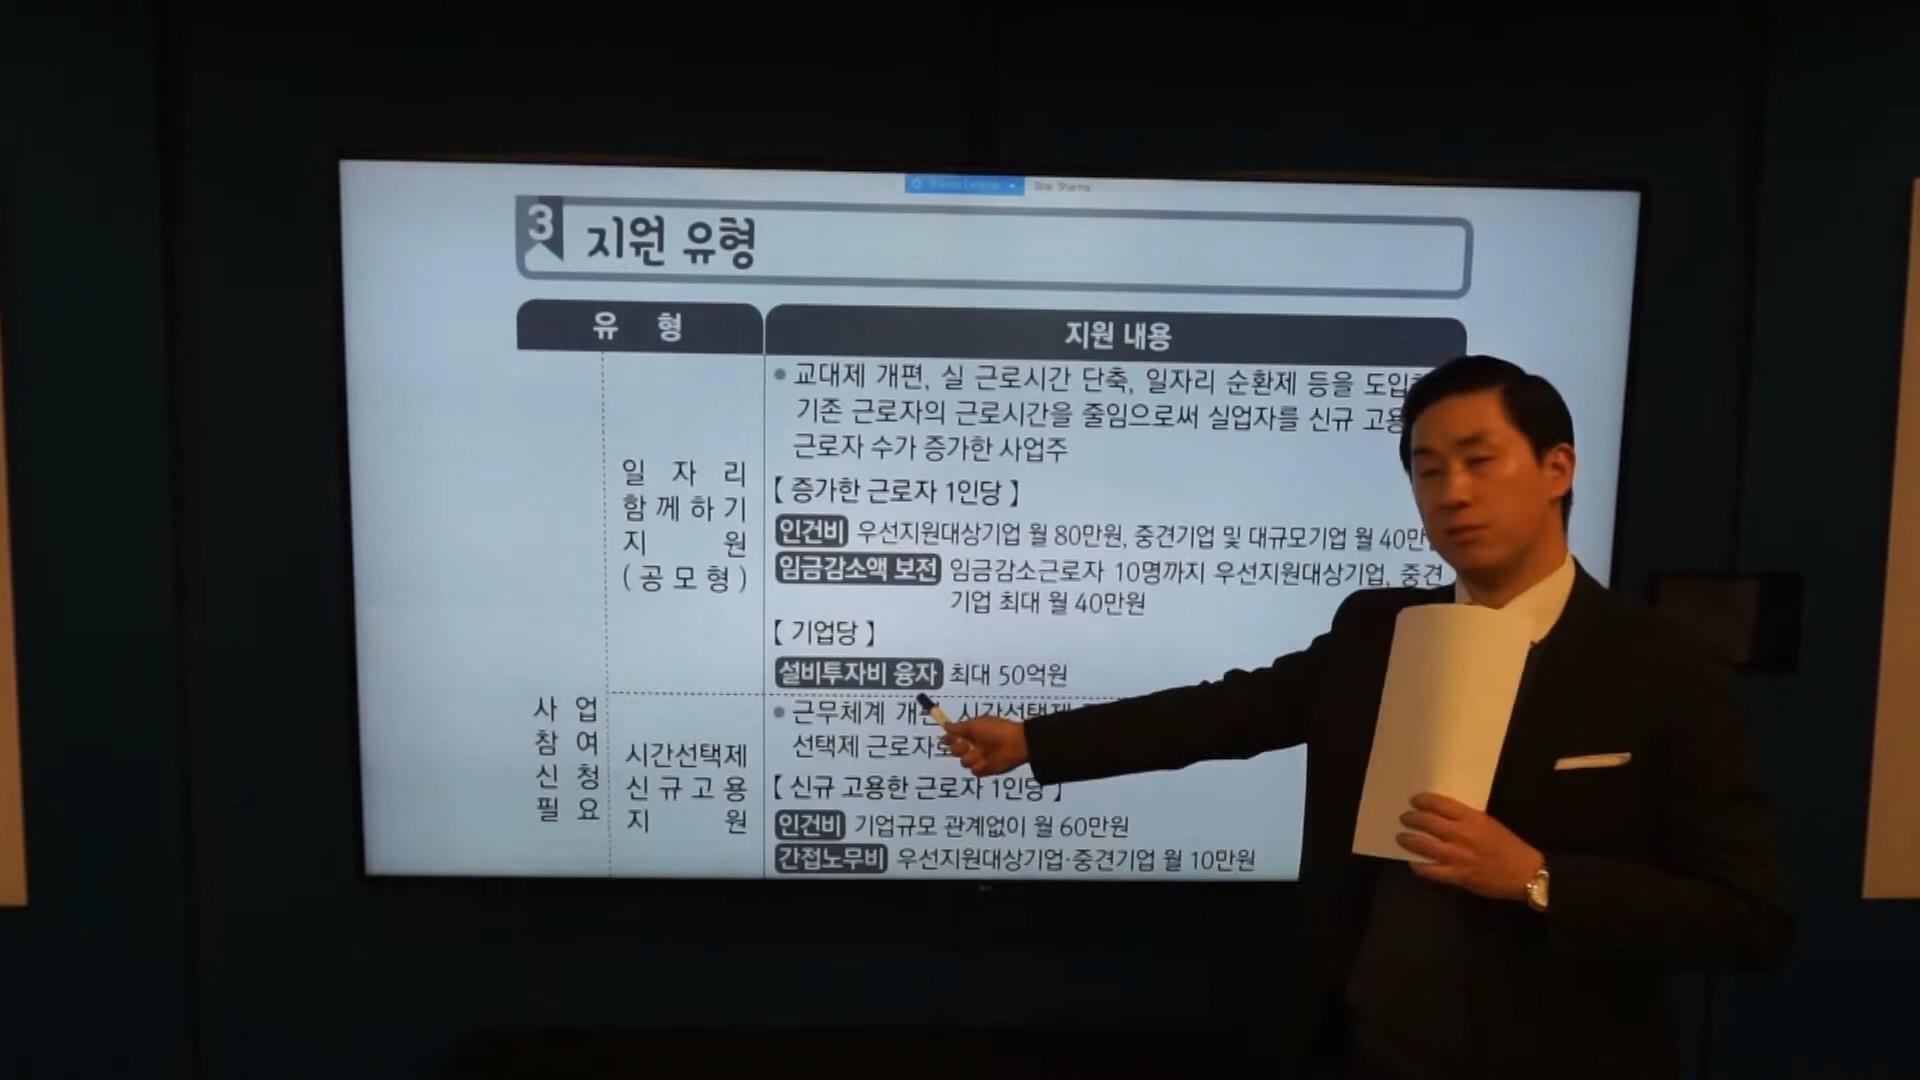 3 지원 유형
유 형
지원 내용
● 교대제 개편, 실 근로시간 단축, 일자리 순환제 등을 도입
기존 근로자의 근로시간을 줄임으로써 실업자를 신규 고용
근로자 수가 증가한 사업주
일 자 리
함 께 하 기
지 원
( 공 모 형 )
【 증가한 근로자 1인당 】
인건비 우선지원대상기업 월 80만원, 중견기업 및 대규모기업 월 40만
임금감소액 보전 임금감소근로자 10명까지 우선지원대상기업, 중견
기업 최대 월 40만원
【 기업당 】
설비투자비 융자 최대 50억원
사 업
참 여
신 청
필 요
시간선택제
신 규 고 용
지 원
● 근무체계 개편, 시간선택제
선택제 근로자로
【 신규 고용한 근로자 1인당 】
인건비 기업규모 관계없이 월 60만원
간접노무비 우선지원대상기업·중견기업 월 10만원